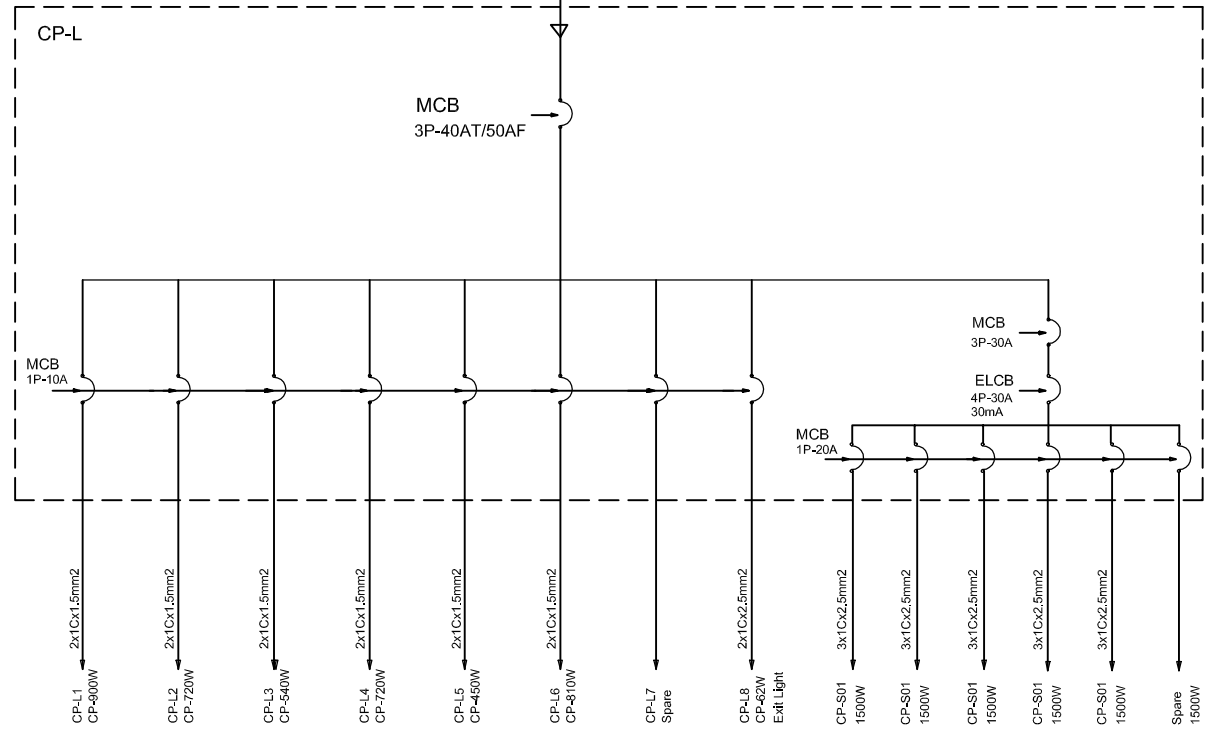 CP-L
MCB
3P-40AT/50AF
MCB
3P-30A
MCB
1P-10A
ELCB
4P-30A
30mA
MCB
1P-20A
2x1Cx1.5mm2
2x1Cx1.5mm2
2x1Cx1.5mm2
2x1Cx1.5mm2
2x1Cx1.5mm2
2x1Cx1.5mm2
2x1Cx2.5mm2
3x1Cx2.5mm2
3x1Cx2.5mm2
3x1Cx2.5mm2
3x1Cx2.5mm2
3x1Cx2.5mm2
CP-L1
CP-900W
CP-L2
CP-720W
CP-L3
CP-540W
CP-L4
CP-720W
CP-L5
CP-450W
CP-L6
CP-810W
CP-L7
Spare
CP-L8
CP-62W
Exit Light
CP-S01
1500W
CP-S01
1500W
CP-S01
1500W
CP-S01
1500W
CP-S01
1500W
Spare
1500W